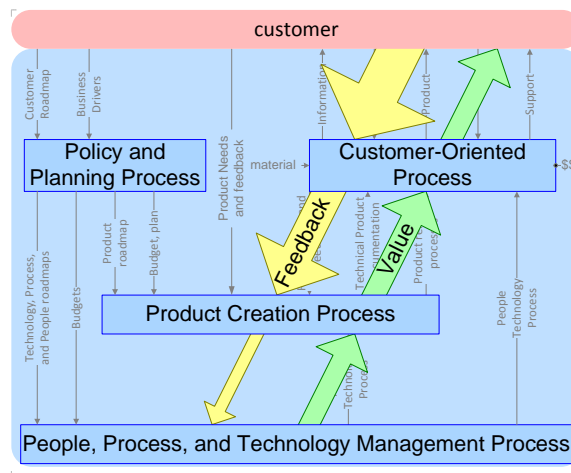 customer
Customer
Roadmap
Business
Drivers
Information
Product
Support
Policy and
Planning Process
Product Needs
and feedback
material
Customer-Oriented
Process
Technology, Process,
and People roadmaps
Budgets
Product
roadmap
Budget, plan
Feedback
Technical Product
Value
People
Technology
Process
Product Creation Process
Process
People, Process, and Technology Management Process